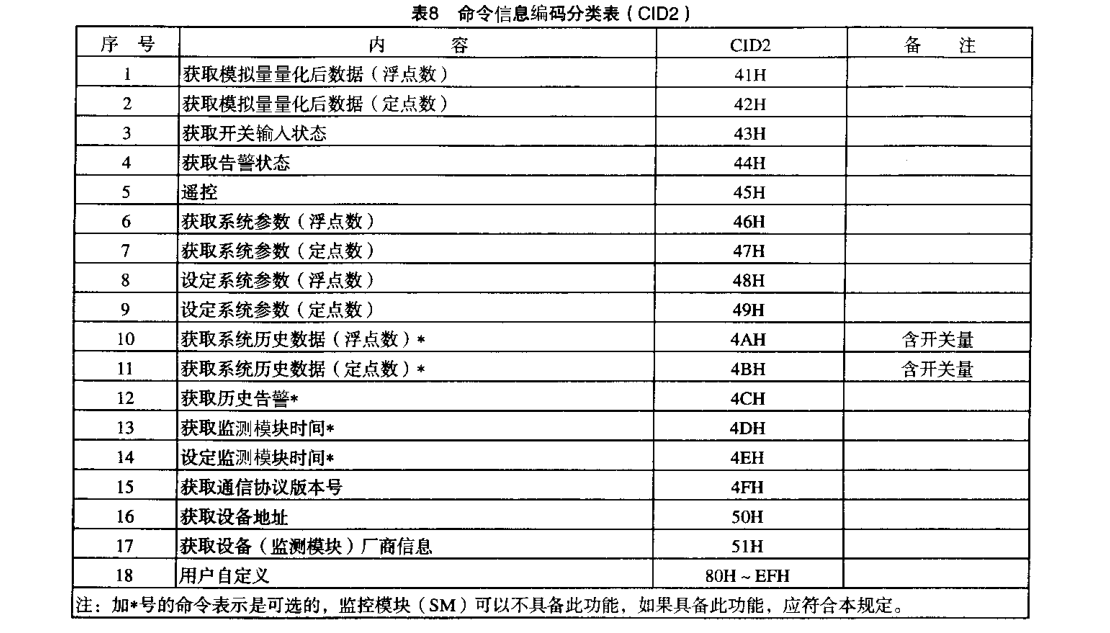 表8 命令信息编码分类表（CID2）
序 号 内 容 CID2 备 注
1 获取模拟量量化后数据（浮点数） 41H
2 获取模拟量量化后数据（定点数） 42H
3 获取开关输入状态 43H
4 获取告警状态 44H
5 遥控 45H
6 获取系统参数（浮点数） 46H
7 获取系统参数（定点数） 47H
8 设定系统参数（浮点数） 48H
9 设定系统参数（定点数） 49H
10 获取系统历史数据（浮点数）* 4AH 含开关量
11 获取系统历史数据（定点数）* 4BH 含开关量
12 获取历史告警* 4CH
13 获取监测模块时间* 4DH
14 设定监测模块时间* 4EH
15 获取通信协议版本号 4FH
16 获取设备地址 50H
17 获取设备（监测模块）厂商信息 51H
18 用户自定义 80H～EFH
注：加*号的命令表示是可选的，监控模块（SM）可以不具备此功能，如果具备此功能，应符合本规定。